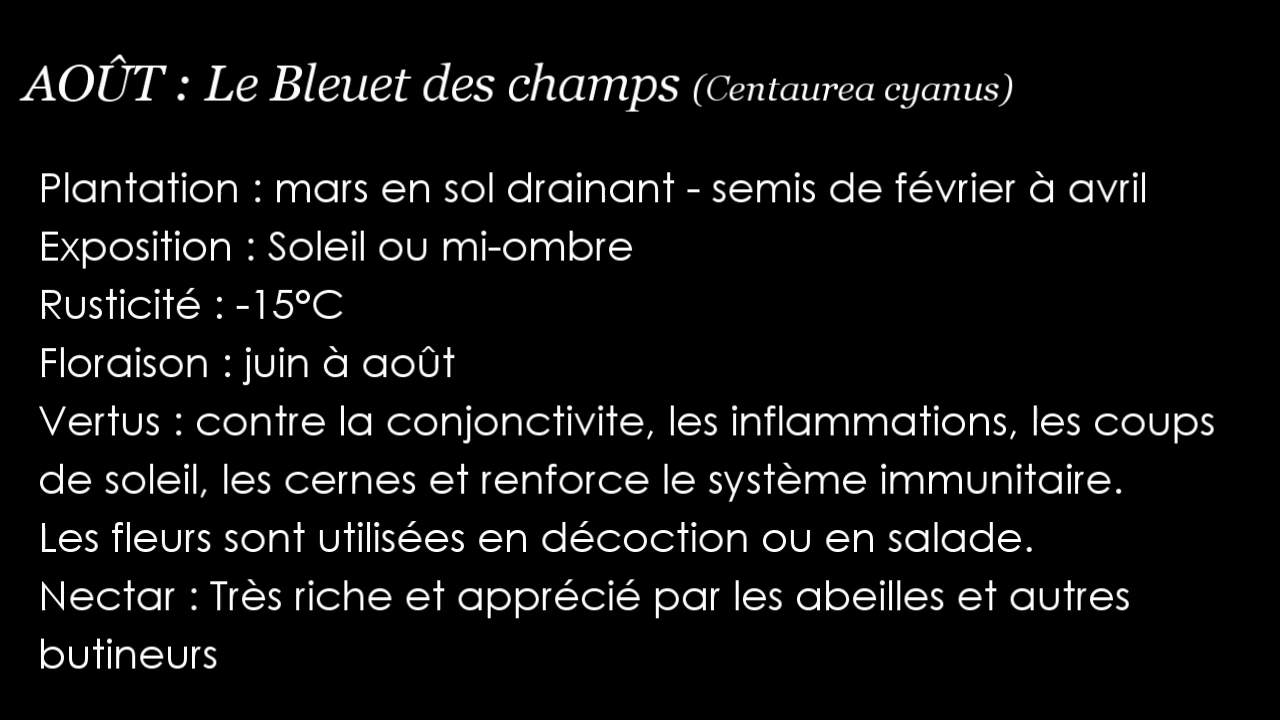 AOÛT : Le Bleuet des champs (Centaurea cyanus)
Plantation : mars en sol drainant - semis de février à avril
Exposition : Soleil ou mi-ombre
Rusticité : -15°C
Floraison : juin à août
Vertus : contre la conjonctivite, les inflammations, les coups
de soleil, les cernes et renforce le système immunitaire.
Les fleurs sont utilisées en décoction ou en salade.
Nectar : Très riche et apprécié par les abeilles et autres
butineurs